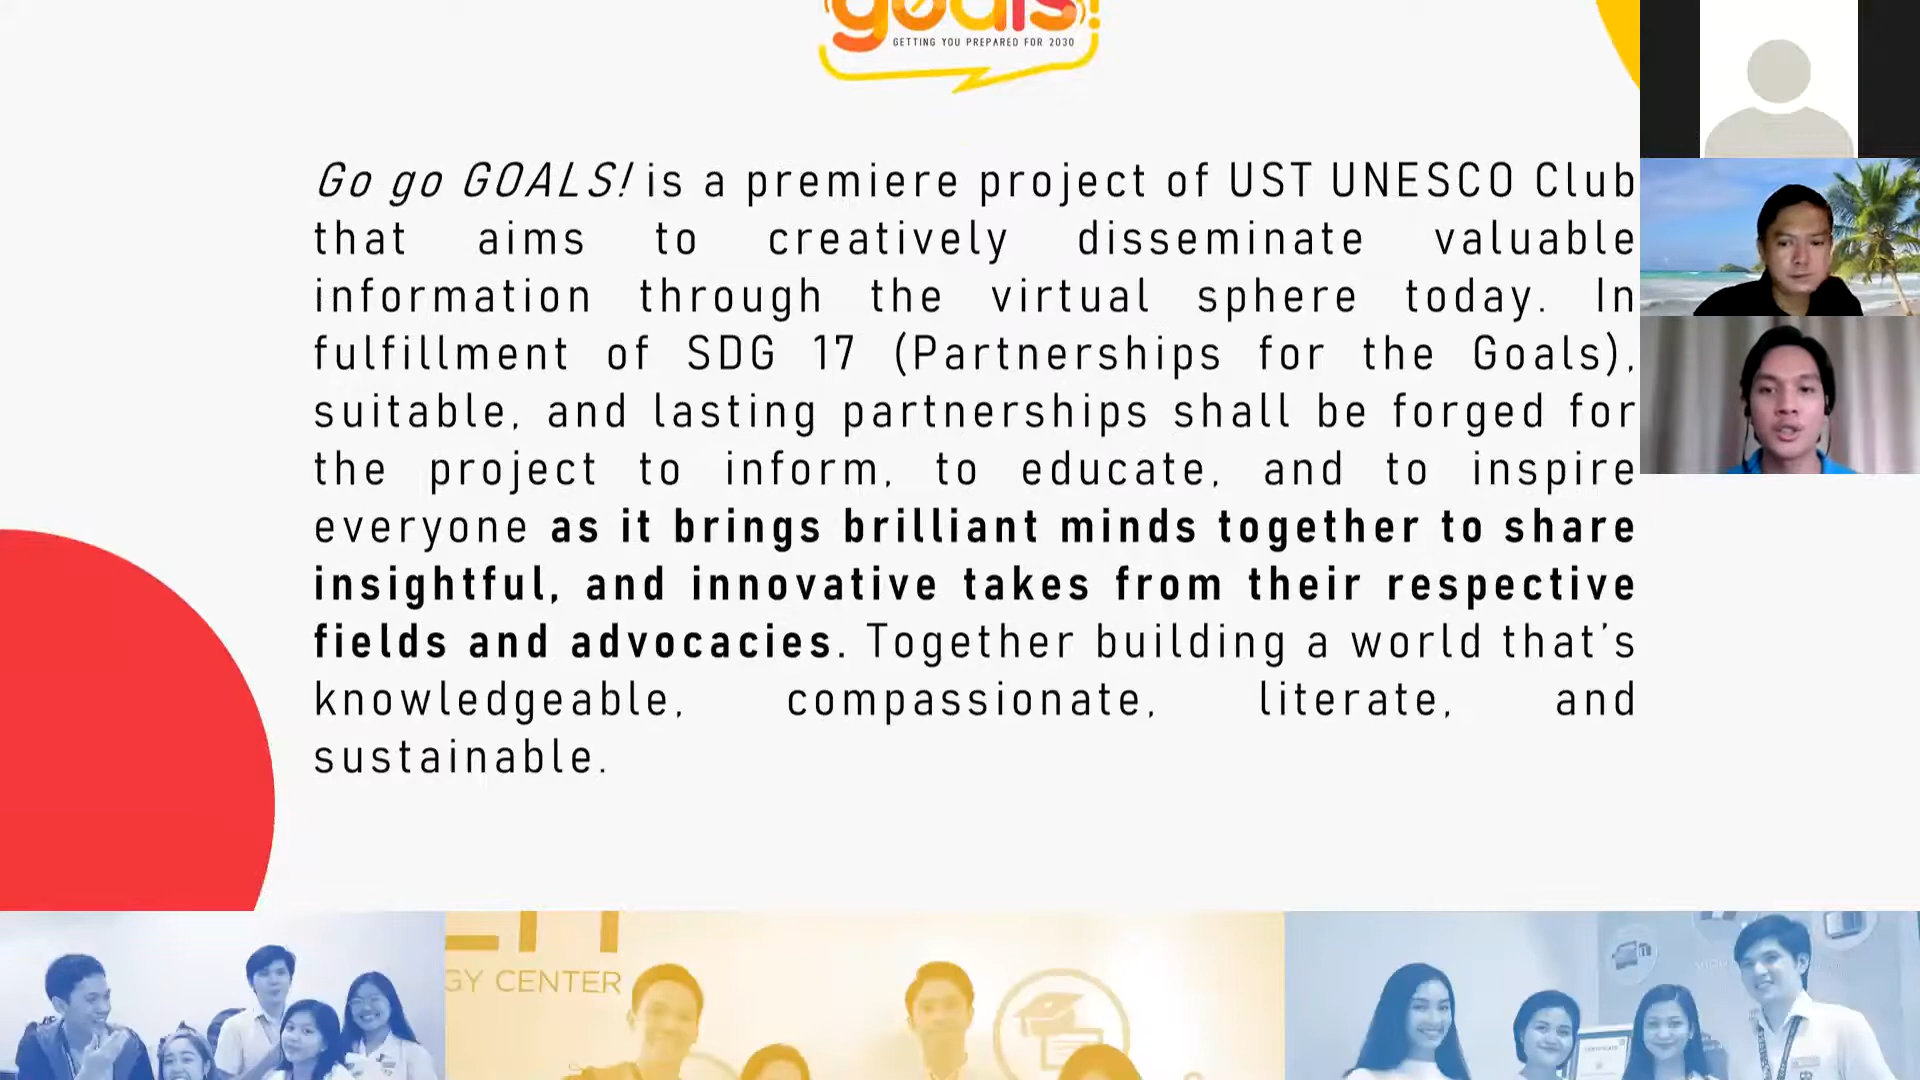 goals!
GETTING YOU PREPARED FOR 2030
Go go GOALS! is a premiere project of UST UNESCO Club
that aims to creatively disseminate valuable
information through the virtual sphere today. In
fulfillment of SDG 17 (Partnerships for the Goals),
suitable, and lasting partnerships shall be forged for
the project to inform, to educate, and to inspire
everyone as it brings brilliant minds together to share
insightful, and innovative takes from their respective
fields and advocacies. Together building a world that's
knowledgeable, compassionate, literate, and
sustainable.
GY CENTER